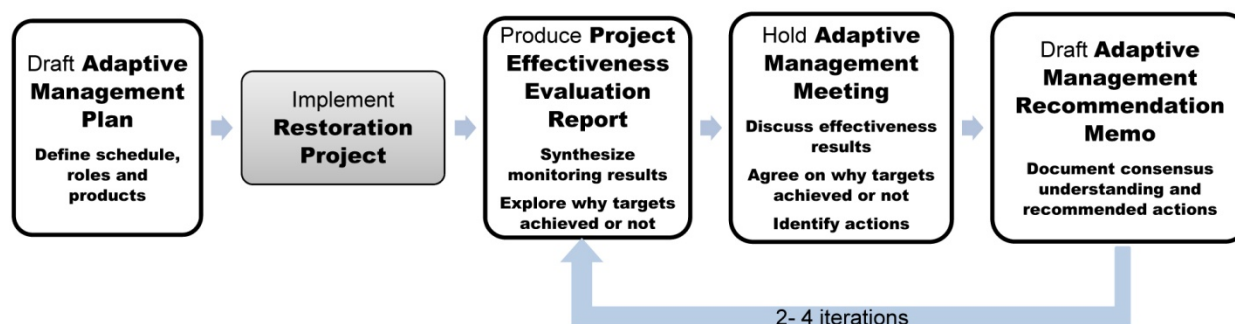 Draft Adaptive
Management
Plan
Define schedule,
roles and
products
Implement
Restoration
Project
Produce Project
Effectiveness
Evaluation
Report
Synthesize
monitoring results
Explore why targets
achieved or not
Hold Adaptive
Management
Meeting
Discuss effectiveness
results
Agree on why targets
achieved or not
Identify actions
Draft Adaptive
Management
Recommendation
Memo
Document consensus
understanding and
recommended actions
2- 4 iterations